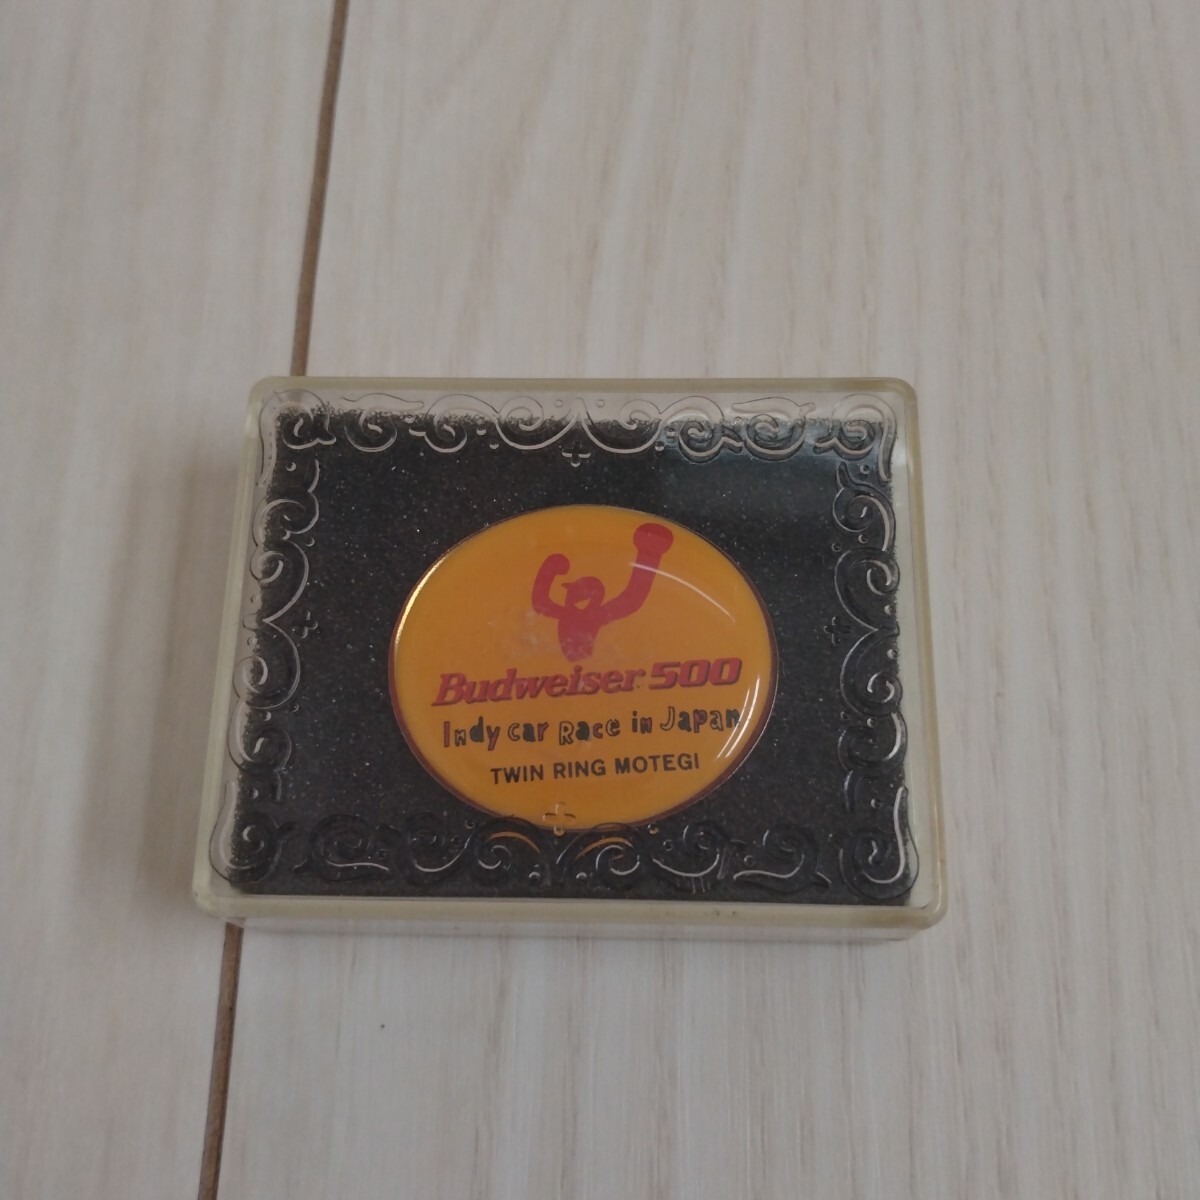 Budweiser 500
Indy car Race in Japan
TWIN RING MOTEGI